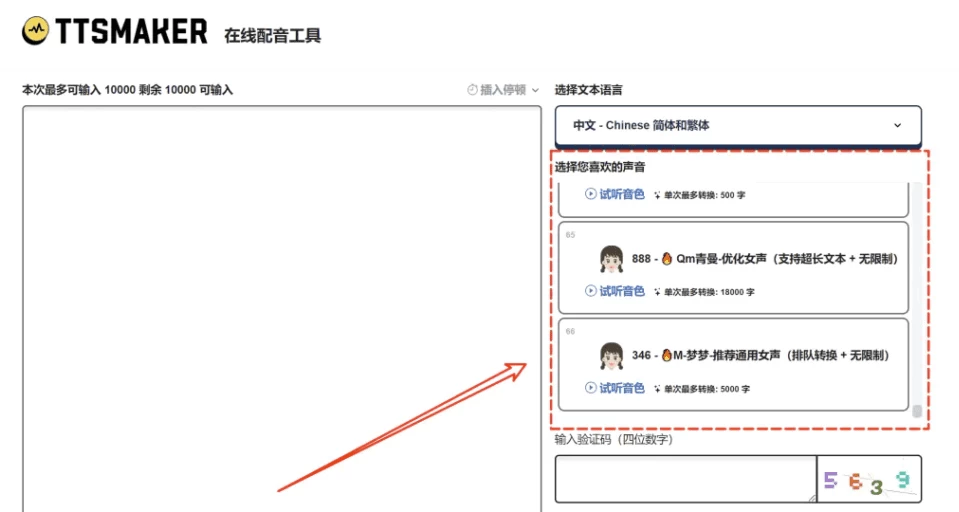 TTSMAKER 在线配音工具
本次最多可输入 10000 剩余 10000 可输入
插入停顿
选择文本语言
中文 - Chinese 简体和繁体
选择您喜欢的声音
试听音色 单次最多转换: 500 字
65
888 - 🔥 Qm青曼-优化女声（支持超长文本 + 无限制）
试听音色 单次最多转换: 18000 字
66
346 - 🔥M-梦梦-推荐通用女声（排队转换 + 无限制）
试听音色 单次最多转换: 5000 字
输入验证码（四位数字）
5 6 3 9